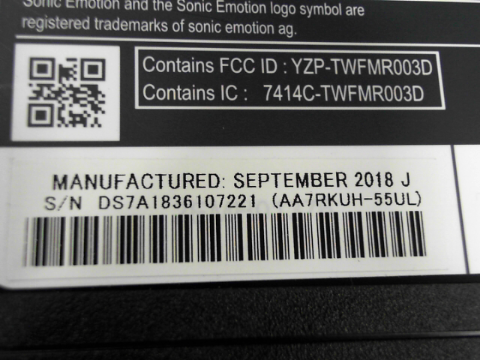 Sonic Emotion and the Sonic Emotion logo symbol are
registered trademarks of sonic emotion ag.
Contains FCC ID : YZP-TWFMR003D
Contains IC : 7414C-TWFMR003D
MANUFACTURED: SEPTEMBER 2018 J
S/N DS7A1836107221 (AA7RKUH-55UL)